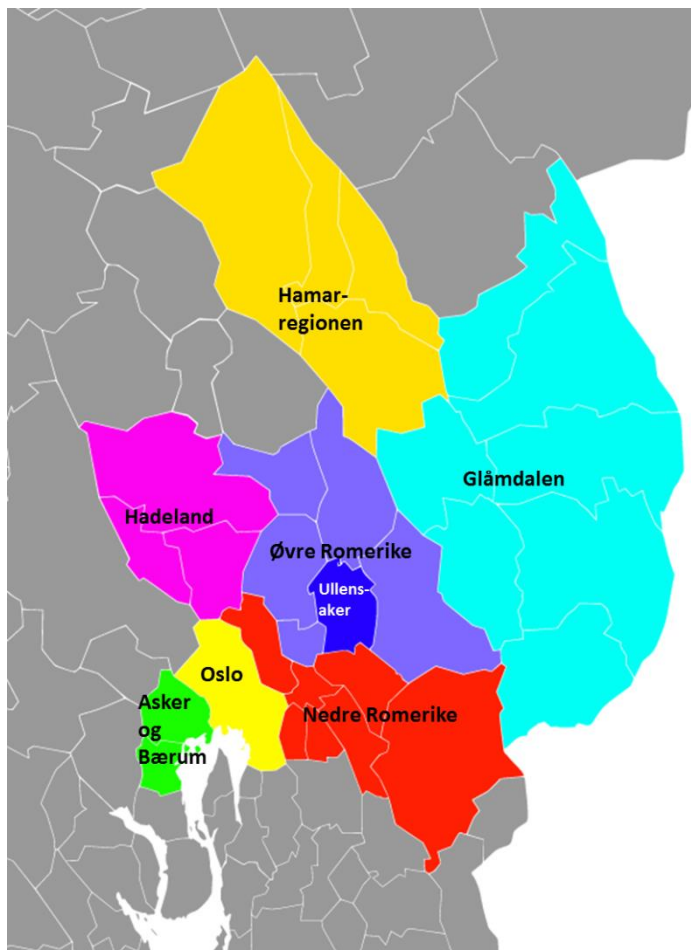 Hamar-
regionen
Glåmdalen
Hadeland
Øvre Romerike
Ullens-
aker
Oslo
Asker
og
Bærum
Nedre Romerike